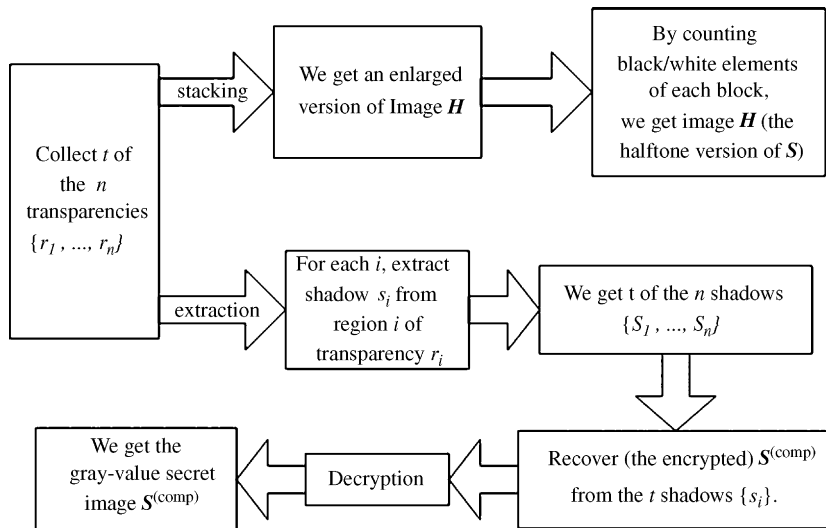 Collect t of
the n
transparencies
{r₁ , ..., rₙ}
stacking
We get an enlarged
version of Image H
By counting
black/white elements
of each block,
we get image H (the
halftone version of S)
extraction
For each i, extract
shadow sᵢ from
region i of
transparency rᵢ
We get t of the n shadows
{S₁ , ..., Sₙ}
Recover (the encrypted) S⁽ᶜᵒᵐᵖ⁾
from the t shadows {sᵢ}.
Decryption
We get the
gray-value secret
image S⁽ᶜᵒᵐᵖ⁾